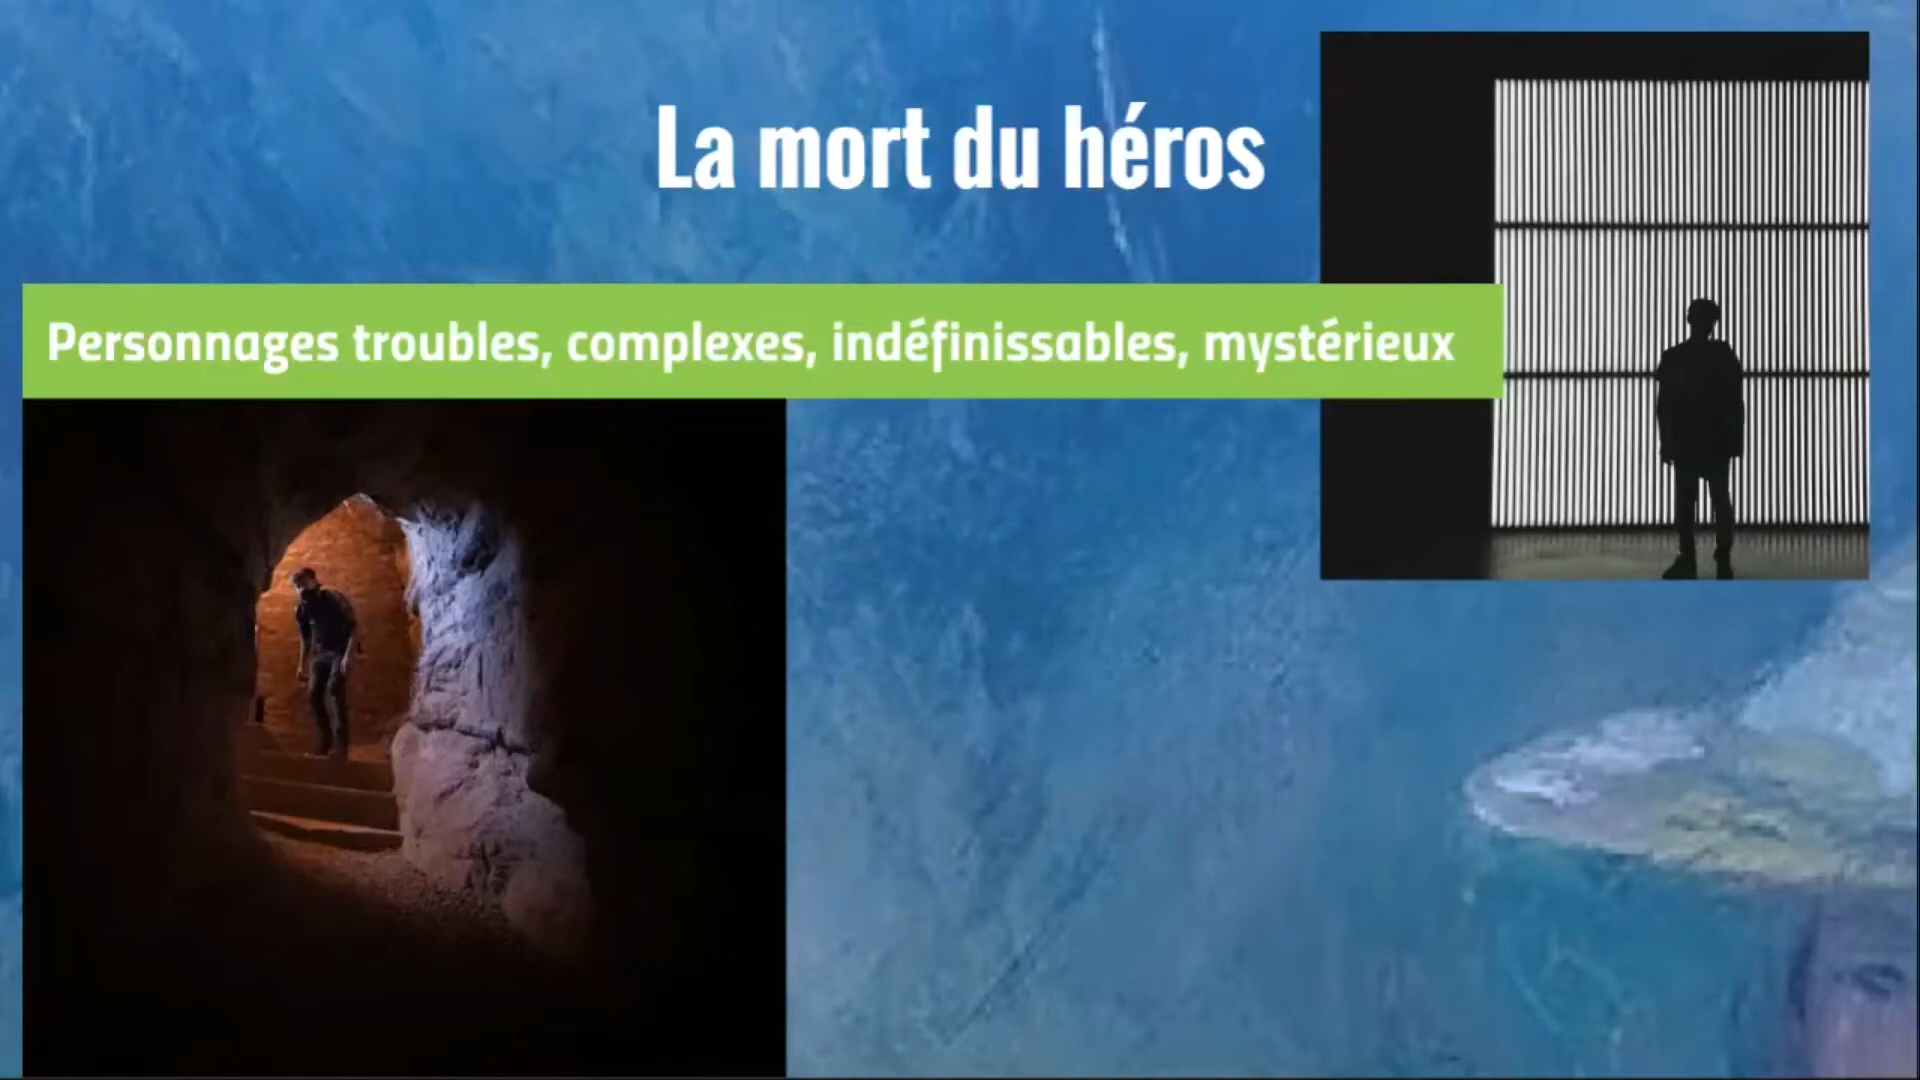 La mort du héros
Personnages troubles, complexes, indéfinissables, mystérieux